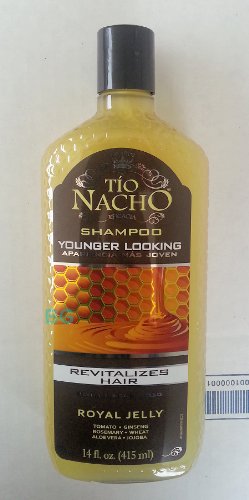 TÍO
NACHO
SHAMPOO
YOUNGER LOOKING
APARIENCIA MÁS JOVEN
REVITALIZES
HAIR
ROYAL JELLY
TOMATO • GINSENG
ROSEMARY • WHEAT
ALOE VERA • JOJOBA
14 fl. oz. (415 ml)